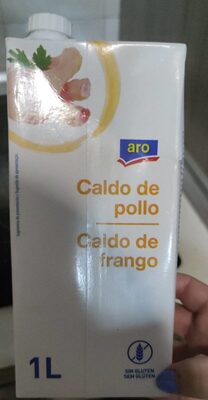 aro
Caldo de
pollo
Caldo de
frango
1L
SIN GLUTEN
SEM GLÚTEN